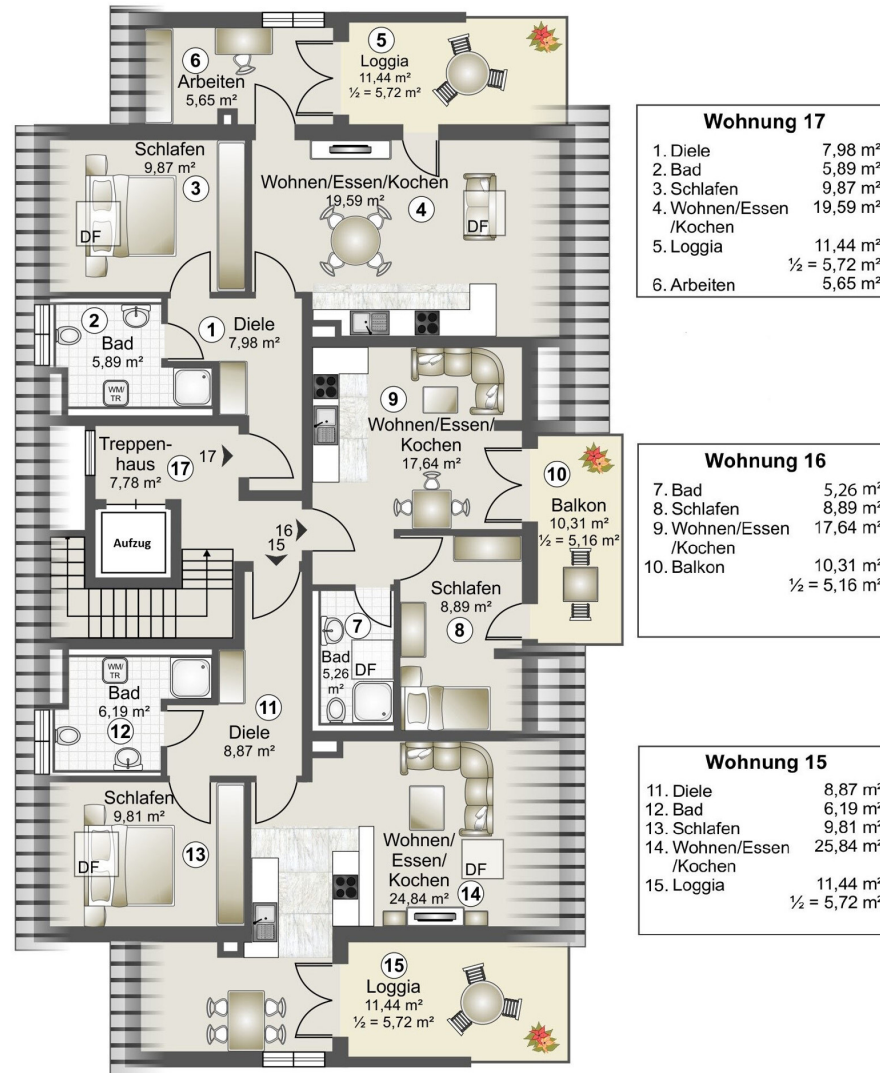 6
Arbeiten
5,65 m²
5
Loggia
11,44 m²
½ = 5,72 m²
Schlafen
9,87 m²
3
DF
Wohnen/Essen/Kochen
19,59 m²
4
DF
2
Bad
5,89 m²
WM/
TR
1
Diele
7,98 m²
Treppen-
haus
7,78 m²
17
17
Aufzug
16
15
9
Wohnen/Essen/
Kochen
17,64 m²
10
Balkon
10,31 m²
½ = 5,16 m²
Schlafen
8,89 m²
8
7
Bad
5,26
m²
DF
WM/
TR
Bad
6,19 m²
12
11
Diele
8,87 m²
Schlafen
9,81 m²
DF
13
Wohnen/
Essen/
Kochen
24,84 m²
DF
14
15
Loggia
11,44 m²
½ = 5,72 m²
Wohnung 17
1. Diele 7,98 m²
2. Bad 5,89 m²
3. Schlafen 9,87 m²
4. Wohnen/Essen 19,59 m²
/Kochen
5. Loggia 11,44 m²
½ = 5,72 m²
6. Arbeiten 5,65 m²
Wohnung 16
7. Bad 5,26 m²
8. Schlafen 8,89 m²
9. Wohnen/Essen 17,64 m²
/Kochen
10. Balkon 10,31 m²
½ = 5,16 m²
Wohnung 15
11. Diele 8,87 m²
12. Bad 6,19 m²
13. Schlafen 9,81 m²
14. Wohnen/Essen 25,84 m²
/Kochen
15. Loggia 11,44 m²
½ = 5,72 m²